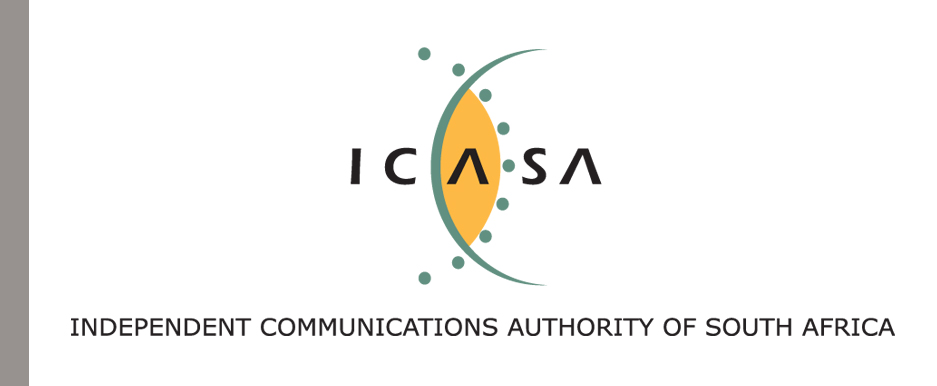 ICASA
INDEPENDENT COMMUNICATIONS AUTHORITY OF SOUTH AFRICA